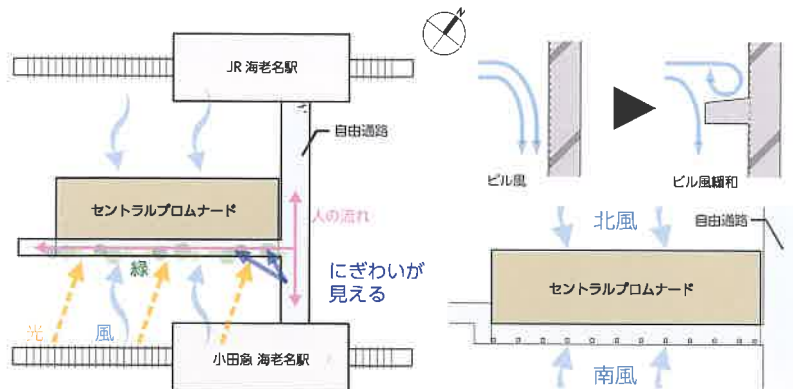 JR 海老名駅
自由通路
セントラルプロムナード
人の流れ
緑
にぎわいが
見える
光
風
小田急 海老名駅
N
ビル風
ビル風緩和
北風
自由通路
セントラルプロムナード
南風